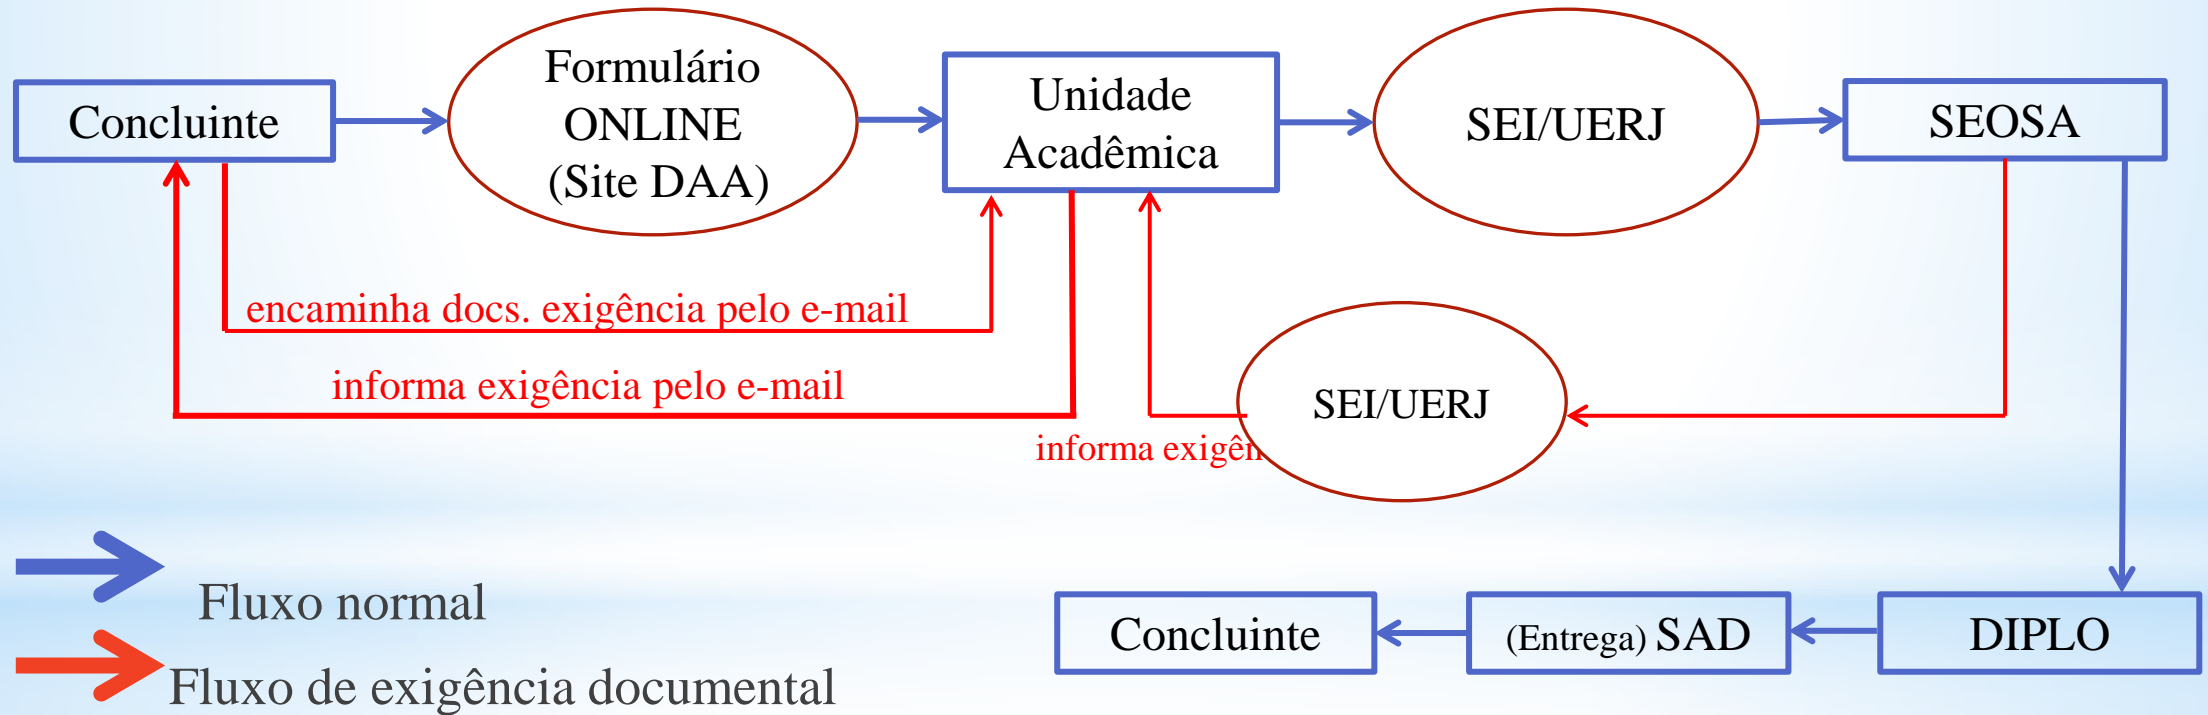 Concluinte
Formulário
ONLINE
(Site DAA)
Unidade
Acadêmica
SEI/UERJ
SEOSA
encaminha docs. exigência pelo e-mail
informa exigência pelo e-mail
SEI/UERJ
informa
Fluxo normal
Fluxo de exigência documental
Concluinte
(Entrega) SAD
DIPLO